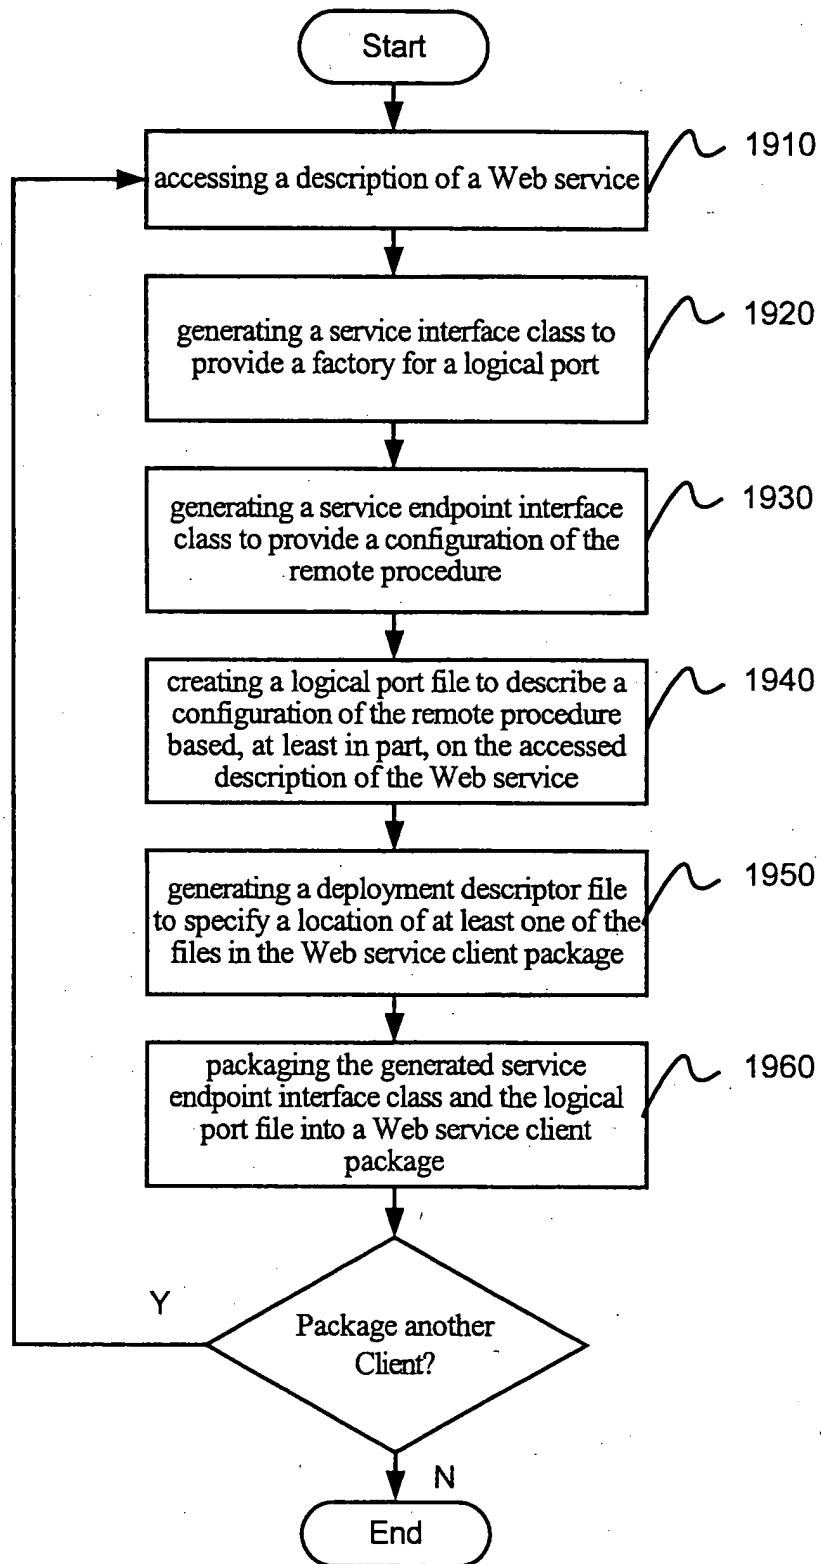 Start
accessing a description of a Web service
1910
generating a service interface class to
provide a factory for a logical port
1920
generating a service endpoint interface
class to provide a configuration of the
remote procedure
1930
creating a logical port file to describe a
configuration of the remote procedure
based, at least in part, on the accessed
description of the Web service
1940
generating a deployment descriptor file
to specify a location of at least one of the
files in the Web service client package
1950
packaging the generated service
endpoint interface class and the logical
port file into a Web service client
package
1960
Y
Package another
Client?
N
End